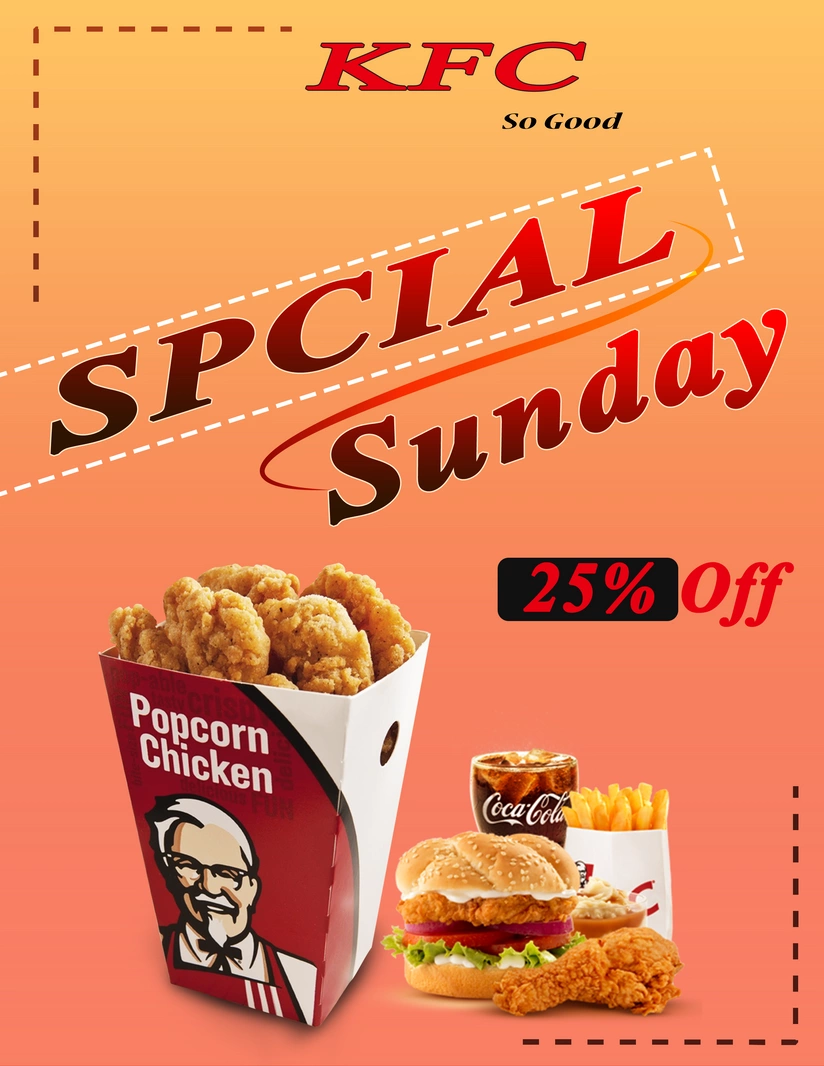 KFC
So Good
SPCIAL
Sunday
25% Off
Popcorn
Chicken
Coca-Cola